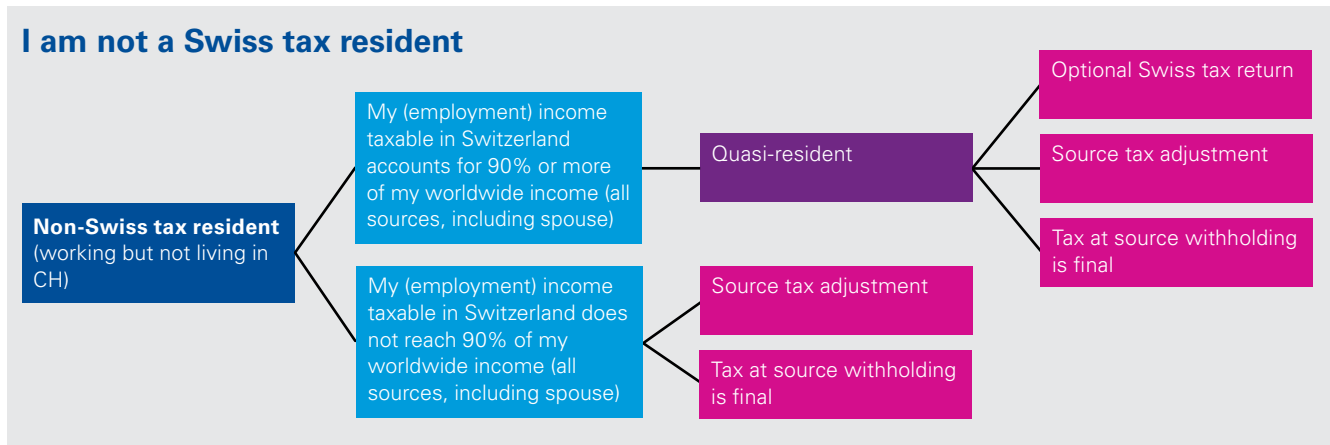 I am not a Swiss tax resident
Non-Swiss tax resident
(working but not living in
CH)
My (employment) income
taxable in Switzerland
accounts for 90% or more
of my worldwide income (all
sources, including spouse)
Quasi-resident
Optional Swiss tax return
Source tax adjustment
Tax at source withholding
is final
My (employment) income
taxable in Switzerland does
not reach 90% of my
worldwide income (all
sources, including spouse)
Source tax adjustment
Tax at source withholding
is final